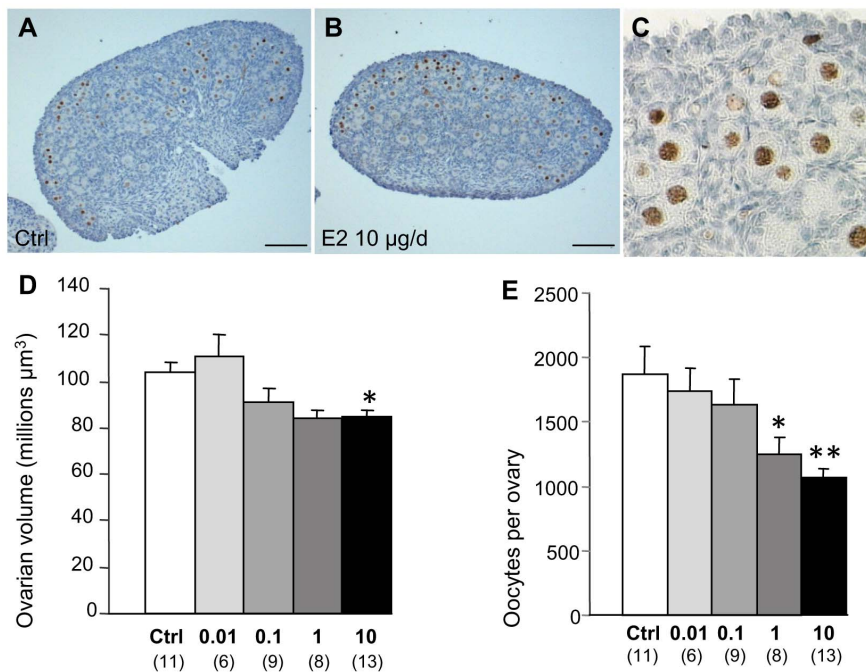 A
B
C
Ctrl
E2 10 µg/d
D
Ovarian volume (millions µm³)
140
120
100
80
60
40
20
0
Ctrl 0.01 0.1 1 10
(11) (6) (9) (8) (13)
*
E
Oocytes per ovary
2500
2000
1500
1000
500
0
Ctrl 0.01 0.1 1 10
(11) (6) (9) (8) (13)
*
**